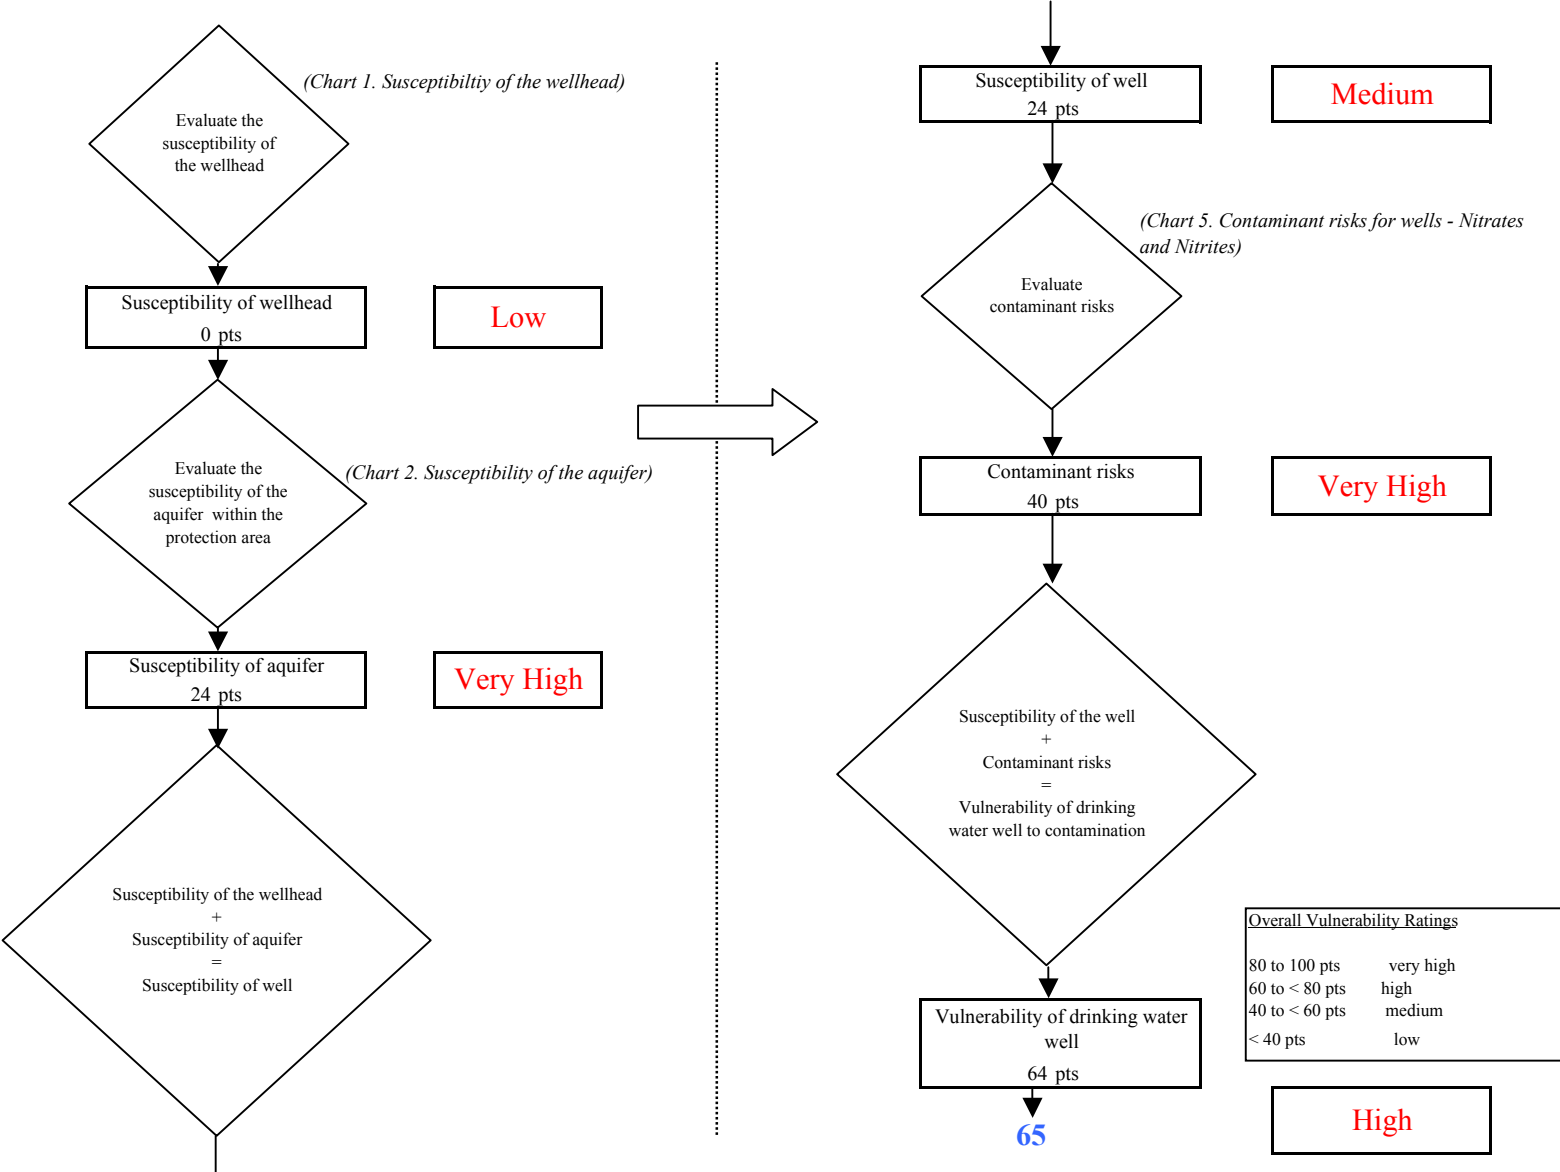 (Chart 1. Susceptibiltiy of the wellhead)
Evaluate the
susceptibility of
the wellhead
Susceptibility of wellhead
0 pts
Low
(Chart 2. Susceptibility of the aquifer)
Evaluate the
susceptibility of the
aquifer within the
protection area
Susceptibility of aquifer
24 pts
Very High
Susceptibility of the wellhead
+
Susceptibility of aquifer
=
Susceptibility of well
Susceptibility of well
24 pts
Medium
(Chart 5. Contaminant risks for wells - Nitrates
and Nitrites)
Evaluate
contaminant risks
Contaminant risks
40 pts
Very High
Susceptibility of the well
+
Contaminant risks
=
Vulnerability of drinking
water well to contamination
Overall Vulnerability Ratings
80 to 100 pts very high
60 to < 80 pts high
40 to < 60 pts medium
< 40 pts low
Vulnerability of drinking water
well
64 pts
65
High